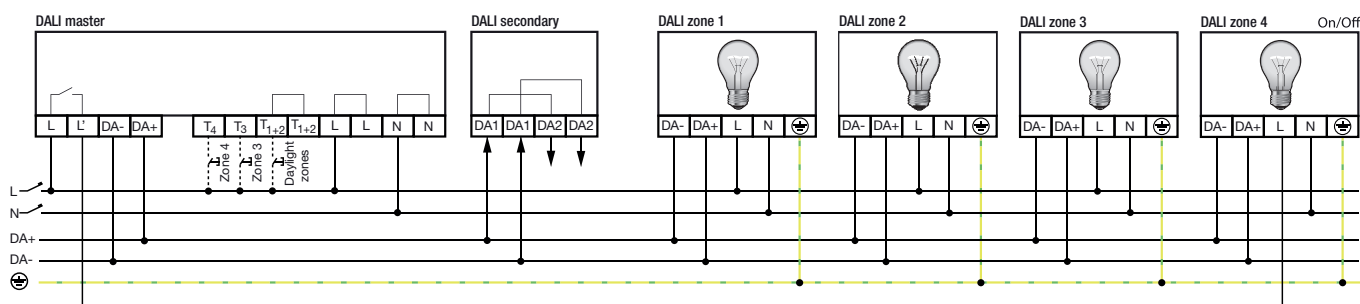 DALI master
DALI secondary
DALI zone 1
DALI zone 2
DALI zone 3
DALI zone 4
On/Off
L L' DA- DA+ T4 T3 T1+2 T1+2 L L N N
DA1 DA1 DA2 DA2
DA- DA+ L N
DA- DA+ L N
DA- DA+ L N
DA- DA+ L N
Zone 4
Zone 3
Daylight
zones
L
N
DA+
DA-